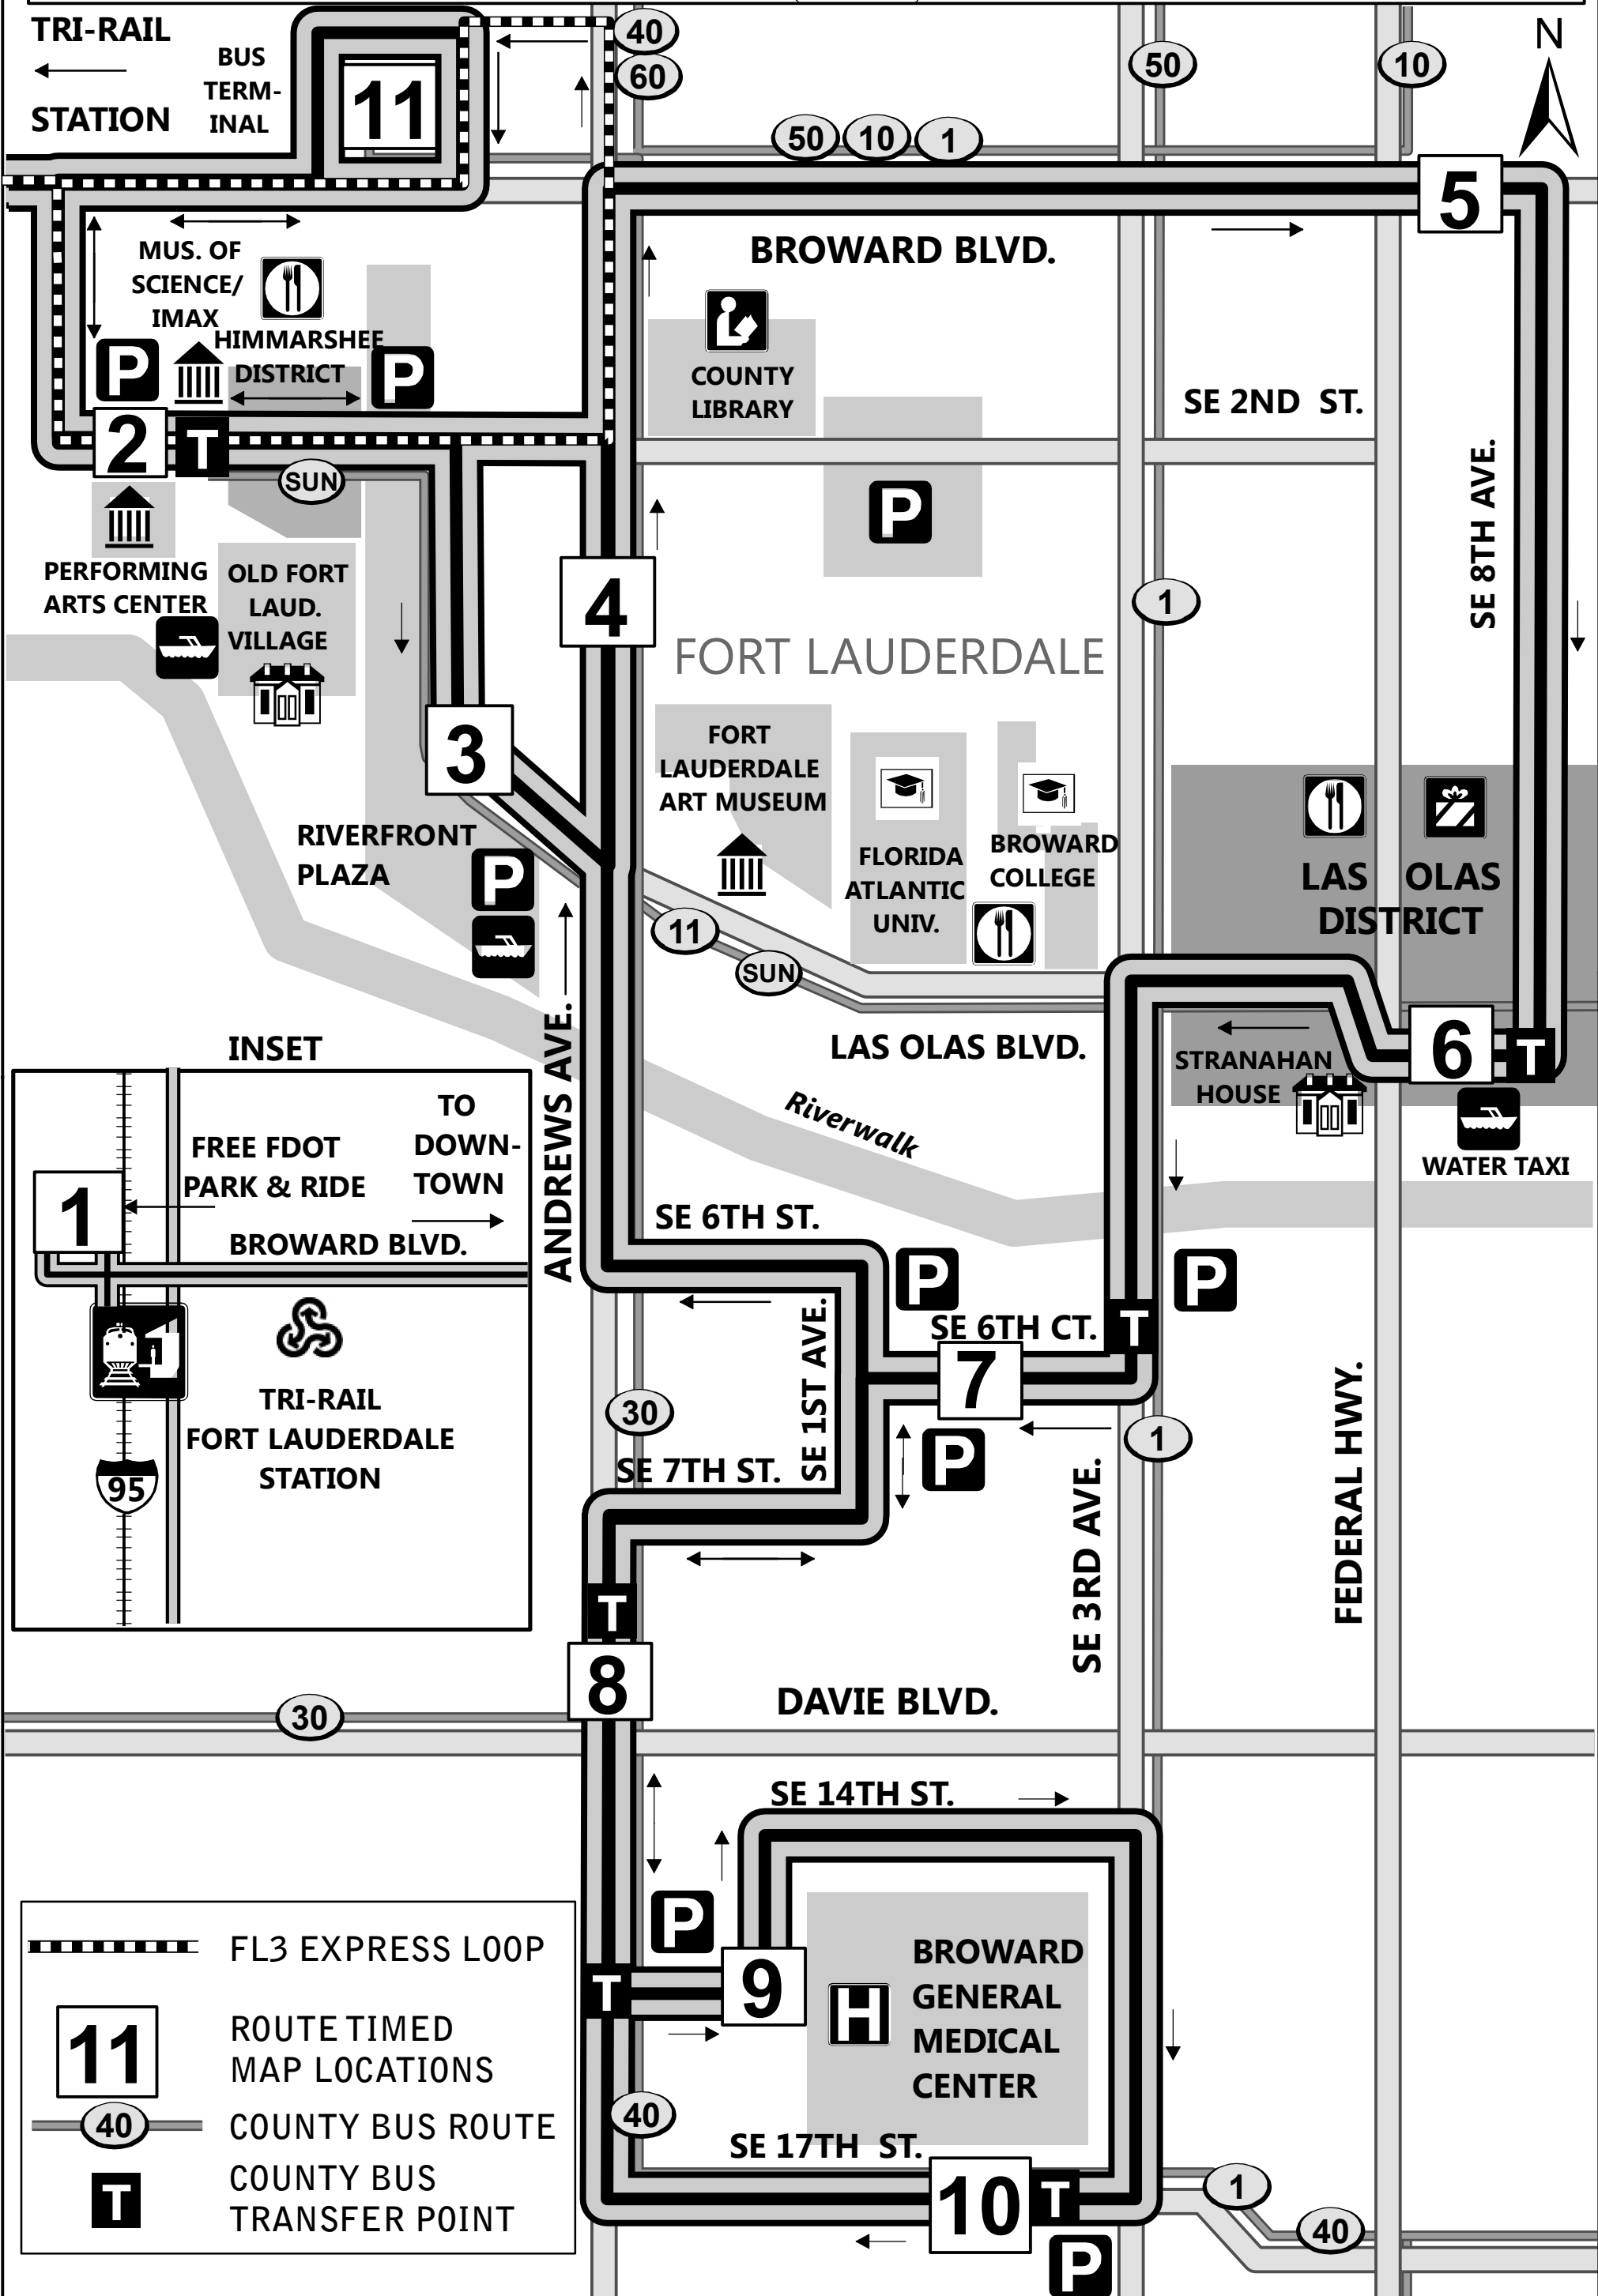 TRI-RAIL
STATION
BUS
TERM-
INAL
11
40
60
50
10
N
50
10
1
5
BROWARD BLVD.
MUS. OF
SCIENCE/
IMAX
HIMMARSHEE
DISTRICT
P
P
COUNTY
LIBRARY
SE 2ND ST.
SE 8TH AVE.
2
T
SUN
P
PERFORMING
ARTS CENTER
OLD FORT
LAUD.
VILLAGE
4
1
FORT LAUDERDALE
3
FORT
LAUDERDALE
ART MUSEUM
FLORIDA
ATLANTIC
UNIV.
BROWARD
COLLEGE
LAS OLAS
DISTRICT
RIVERFRONT
PLAZA
P
11
SUN
LAS OLAS BLVD.
6
T
STRANAHAN
HOUSE
WATER TAXI
Riverwalk
ANDREWS AVE.
INSET
TO
DOWN-
TOWN
FREE FDOT
PARK & RIDE
1
BROWARD BLVD.
TRI-RAIL
FORT LAUDERDALE
STATION
95
SE 6TH ST.
P
P
SE 6TH CT.
T
7
SE 1ST AVE.
30
1
P
SE 7TH ST.
SE 3RD AVE.
FEDERAL HWY.
T
8
30
DAVIE BLVD.
SE 14TH ST.
P
T
9
H
BROWARD
GENERAL
MEDICAL
CENTER
40
SE 17TH ST.
10
T
P
1
40
FL3 EXPRESS LOOP
11
ROUTE TIMED
MAP LOCATIONS
40
COUNTY BUS ROUTE
T
COUNTY BUS
TRANSFER POINT